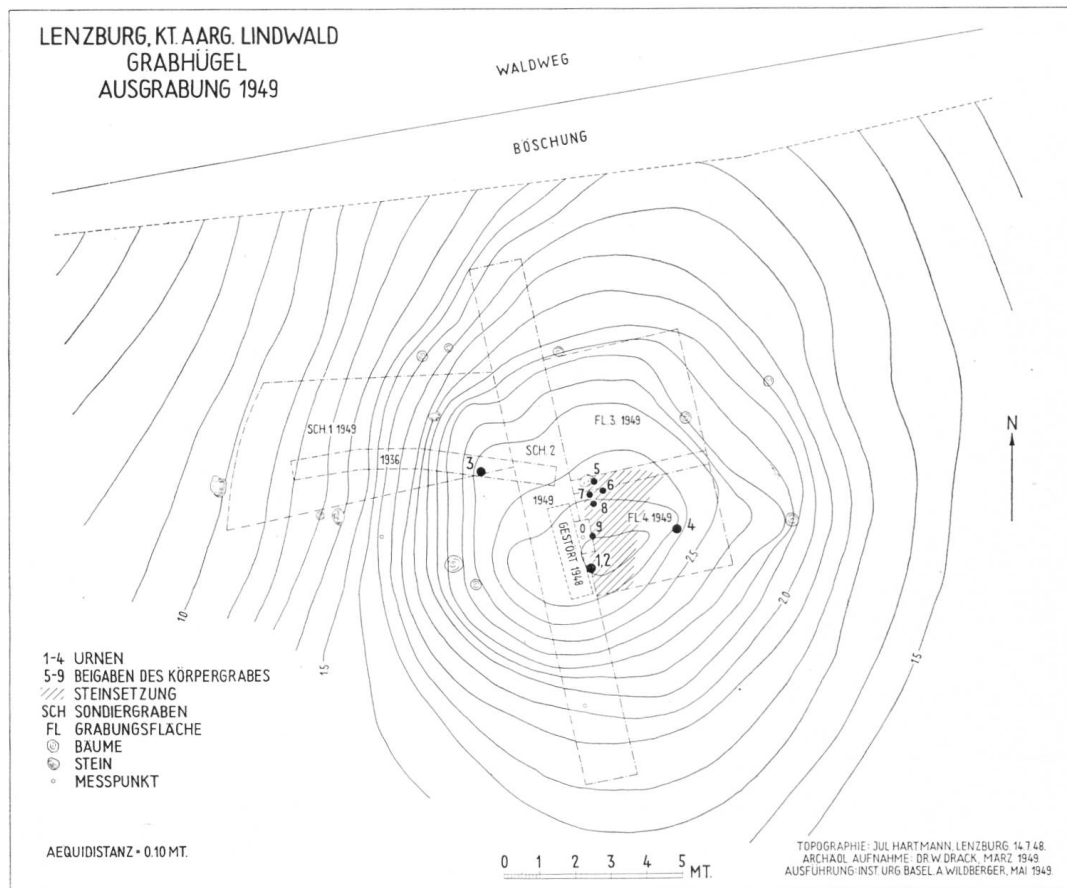 LENZBURG, KT. AARG. LINDWALD
GRABHÜGEL
AUSGRABUNG 1949
WALDWEG
BÖSCHUNG
N
SCH. 1 1949
1936
3
SCH. 2
FL. 3. 1949
5
6
7
8
1949
FL. 4. 1949
4
0
9
GESTÖRT 1948
1,2
25
20
15
10
15
1-4 URNEN
5-9 BEIGABEN DES KÖRPERGRABES
STEINSETZUNG
SCH SONDIERGRABEN
FL GRABUNGSFLÄCHE
BÄUME
STEIN
MESSPUNKT
AEQUIDISTANZ = 0.10 MT.
0 1 2 3 4 5 MT.
TOPOGRAPHIE: JUL HARTMANN, LENZBURG, 14.7.48.
ARCHÄOL. AUFNAHME: DR. W. DRACK, MÄRZ 1949
AUSFÜHRUNG: INST. URG. BASEL. A. WILDBERGER, MAI 1949.